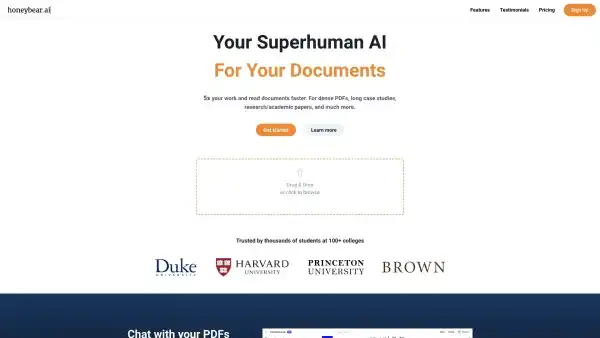 honeybear.ai
Features Testimonials Pricing Sign Up
Your Superhuman AI
For Your Documents
5x your work and read documents faster. For dense PDFs, long case studies,
research/academic papers, and much more.
Get started Learn more
Drag & Drop
or click to browse
Trusted by thousands of students at 100+ colleges
Duke UNIVERSITY HARVARD UNIVERSITY PRINCETON UNIVERSITY BROWN
Chat with your PDFs